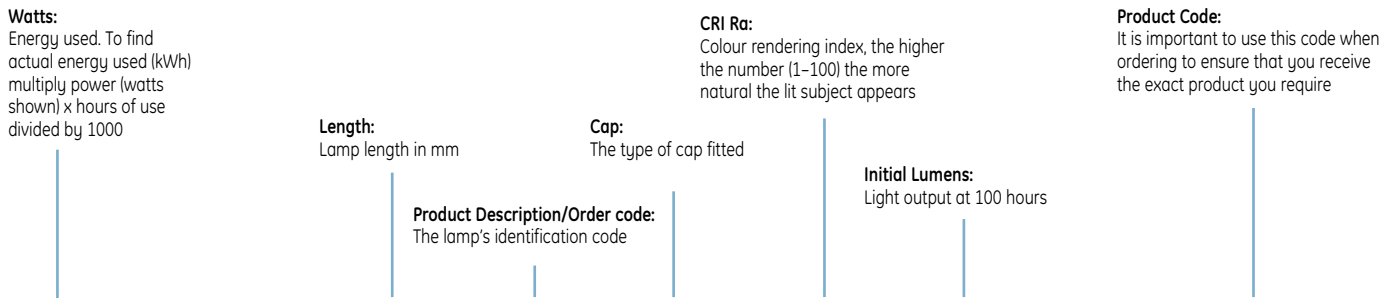 Watts:
Energy used. To find
actual energy used (kWh)
multiply power (watts
shown) x hours of use
divided by 1000
Length:
Lamp length in mm
Product Description/Order code:
The lamp's identification code
Cap:
The type of cap fitted
CRI Ra:
Colour rendering index, the higher
the number (1–100) the more
natural the lit subject appears
Initial Lumens:
Light output at 100 hours
Product Code:
It is important to use this code when
ordering to ensure that you receive
the exact product you require